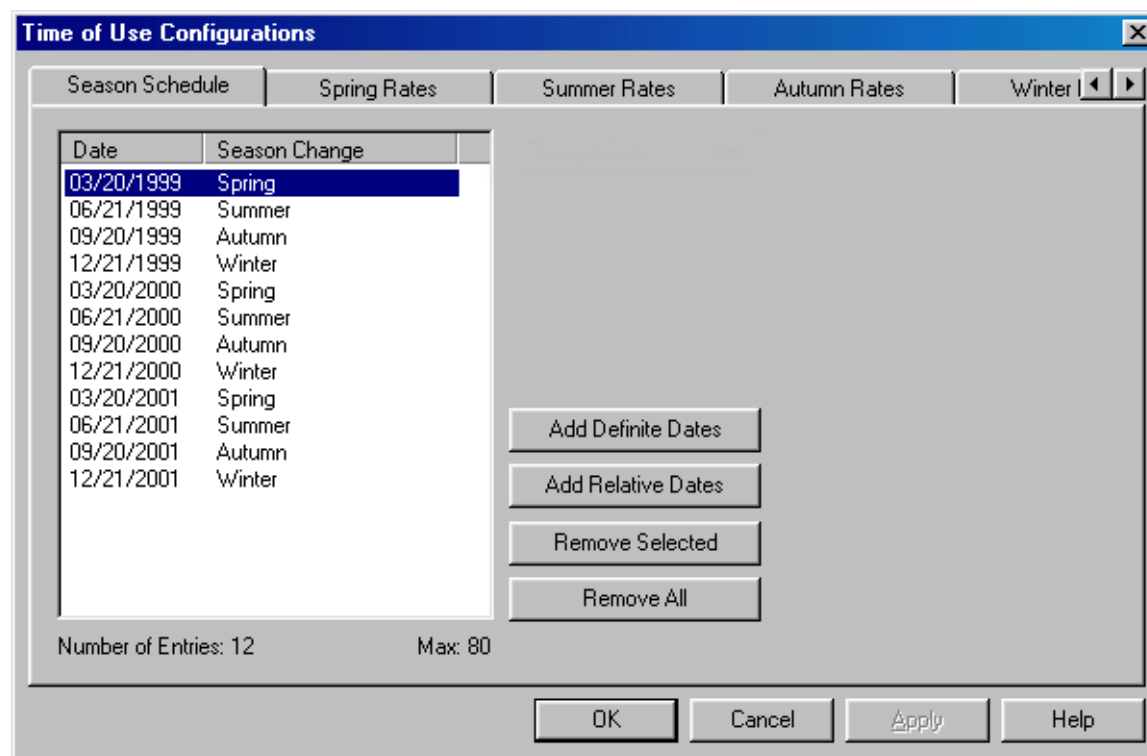 Time of Use Configurations
Season Schedule Spring Rates Summer Rates Autumn Rates Winter
Date Season Change
03/20/1999 Spring
06/21/1999 Summer
09/20/1999 Autumn
12/21/1999 Winter
03/20/2000 Spring
06/21/2000 Summer
09/20/2000 Autumn
12/21/2000 Winter
03/20/2001 Spring
06/21/2001 Summer
09/20/2001 Autumn
12/21/2001 Winter
Add Definite Dates
Add Relative Dates
Remove Selected
Remove All
Number of Entries: 12 Max: 80
OK Cancel Apply Help